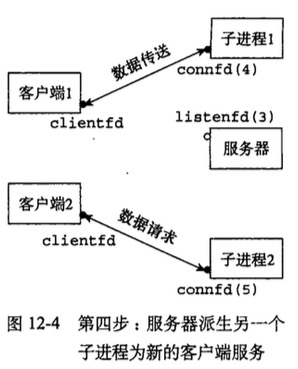 子进程1
数据传送
connfd(4)
客户端1
clientfd
listenfd(3)
服务器
客户端2
数据请求
clientfd
子进程2
connfd(5)
图 12-4 第四步：服务器派生另一个
子进程为新的客户端服务